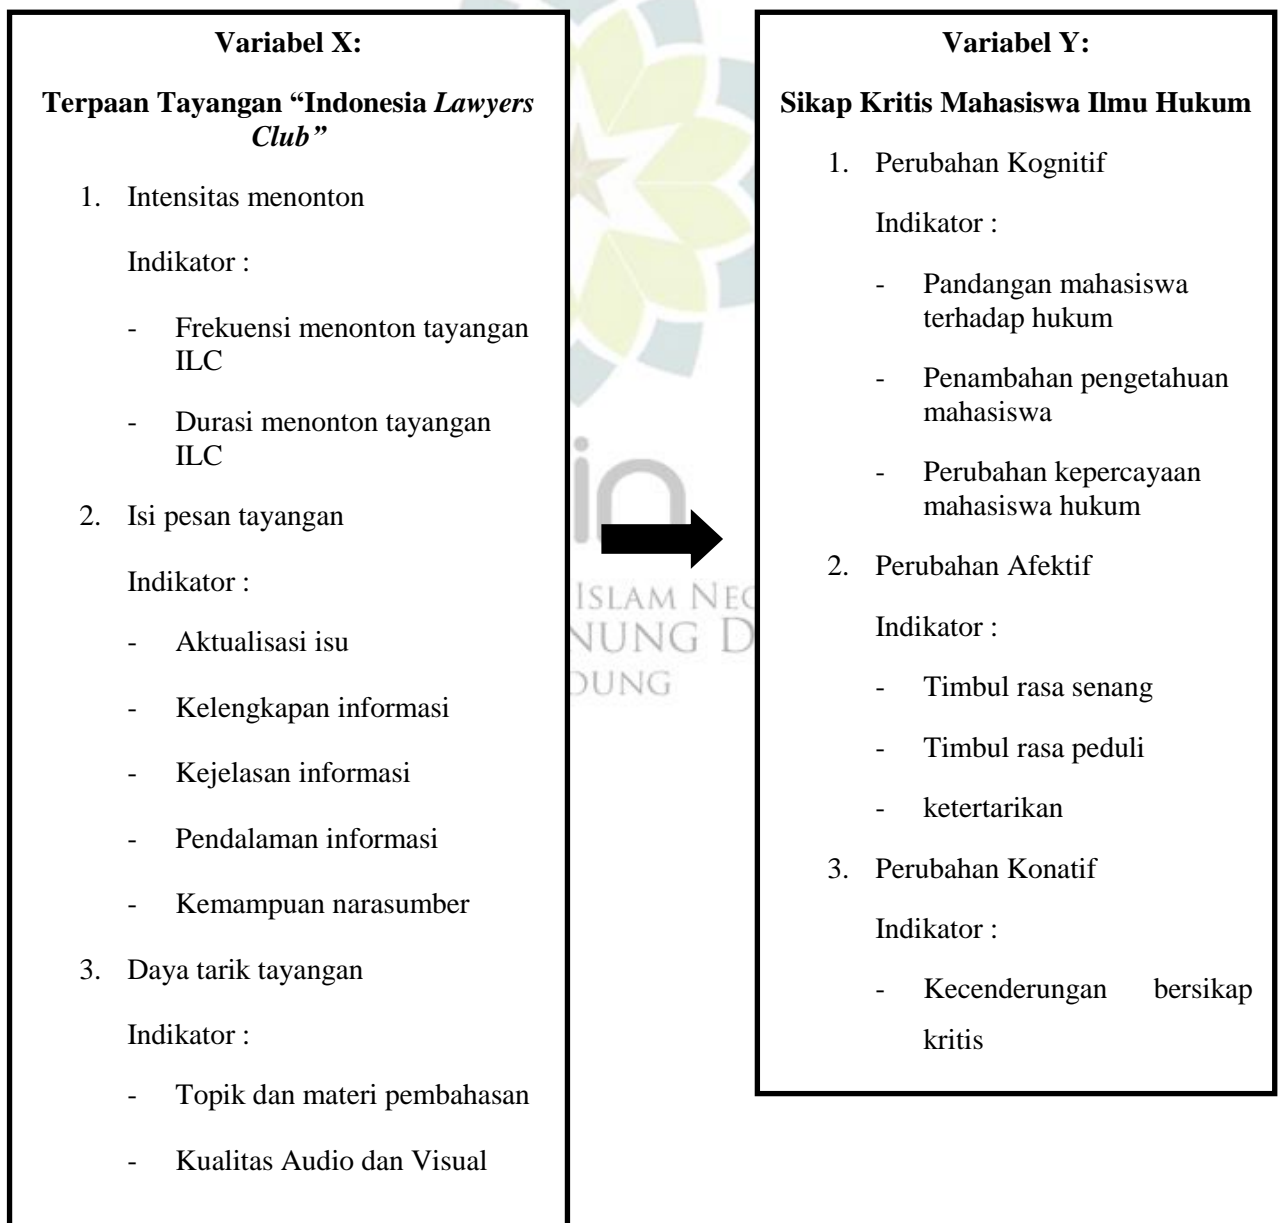 Variabel X:
Terpaan Tayangan “Indonesia Lawyers
Club”
1. Intensitas menonton
Indikator :
- Frekuensi menonton tayangan
ILC
- Durasi menonton tayangan
ILC
2. Isi pesan tayangan
Indikator :
- Aktualisasi isu
- Kelengkapan informasi
- Kejelasan informasi
- Pendalaman informasi
- Kemampuan narasumber
3. Daya tarik tayangan
Indikator :
- Topik dan materi pembahasan
- Kualitas Audio dan Visual
in
ISLAM NEG
NUNG D
DUNG
Variabel Y:
Sikap Kritis Mahasiswa Ilmu Hukum
1. Perubahan Kognitif
Indikator :
- Pandangan mahasiswa
terhadap hukum
- Penambahan pengetahuan
mahasiswa
- Perubahan kepercayaan
mahasiswa hukum
2. Perubahan Afektif
Indikator :
- Timbul rasa senang
- Timbul rasa peduli
- ketertarikan
3. Perubahan Konatif
Indikator :
- Kecenderungan bersikap
kritis